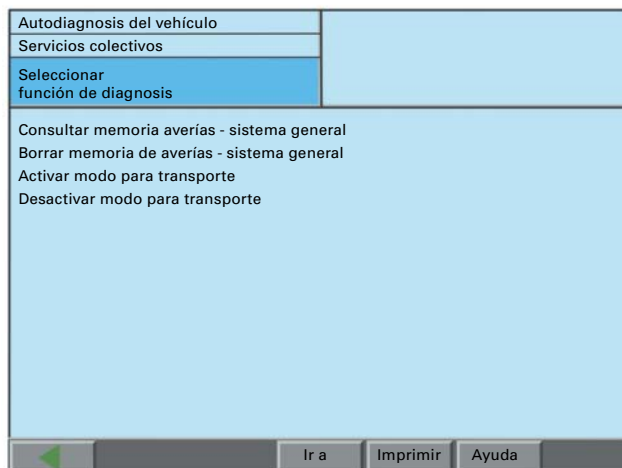 Autodiagnosis del vehículo
Servicios colectivos
Seleccionar
función de diagnosis
Consultar memoria averías - sistema general
Borrar memoria de averías - sistema general
Activar modo para transporte
Desactivar modo para transporte
Ir a Imprimir Ayuda